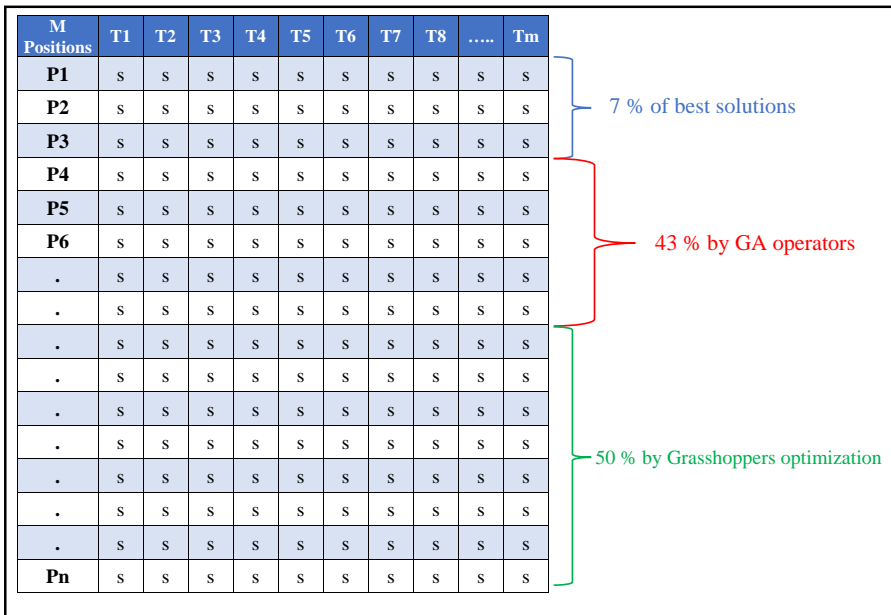 M Positions T1 T2 T3 T4 T5 T6 T7 T8 ….. Tm
P1 s s s s s s s s s s
P2 s s s s s s s s s s
P3 s s s s s s s s s s
7 % of best solutions
P4 s s s s s s s s s s
P5 s s s s s s s s s s
P6 s s s s s s s s s s
43 % by GA operators
. s s s s s s s s s s
. s s s s s s s s s s
. s s s s s s s s s s
. s s s s s s s s s s
. s s s s s s s s s s
. s s s s s s s s s s
50 % by Grasshoppers optimization
. s s s s s s s s s s
. s s s s s s s s s s
. s s s s s s s s s s
Pn s s s s s s s s s s